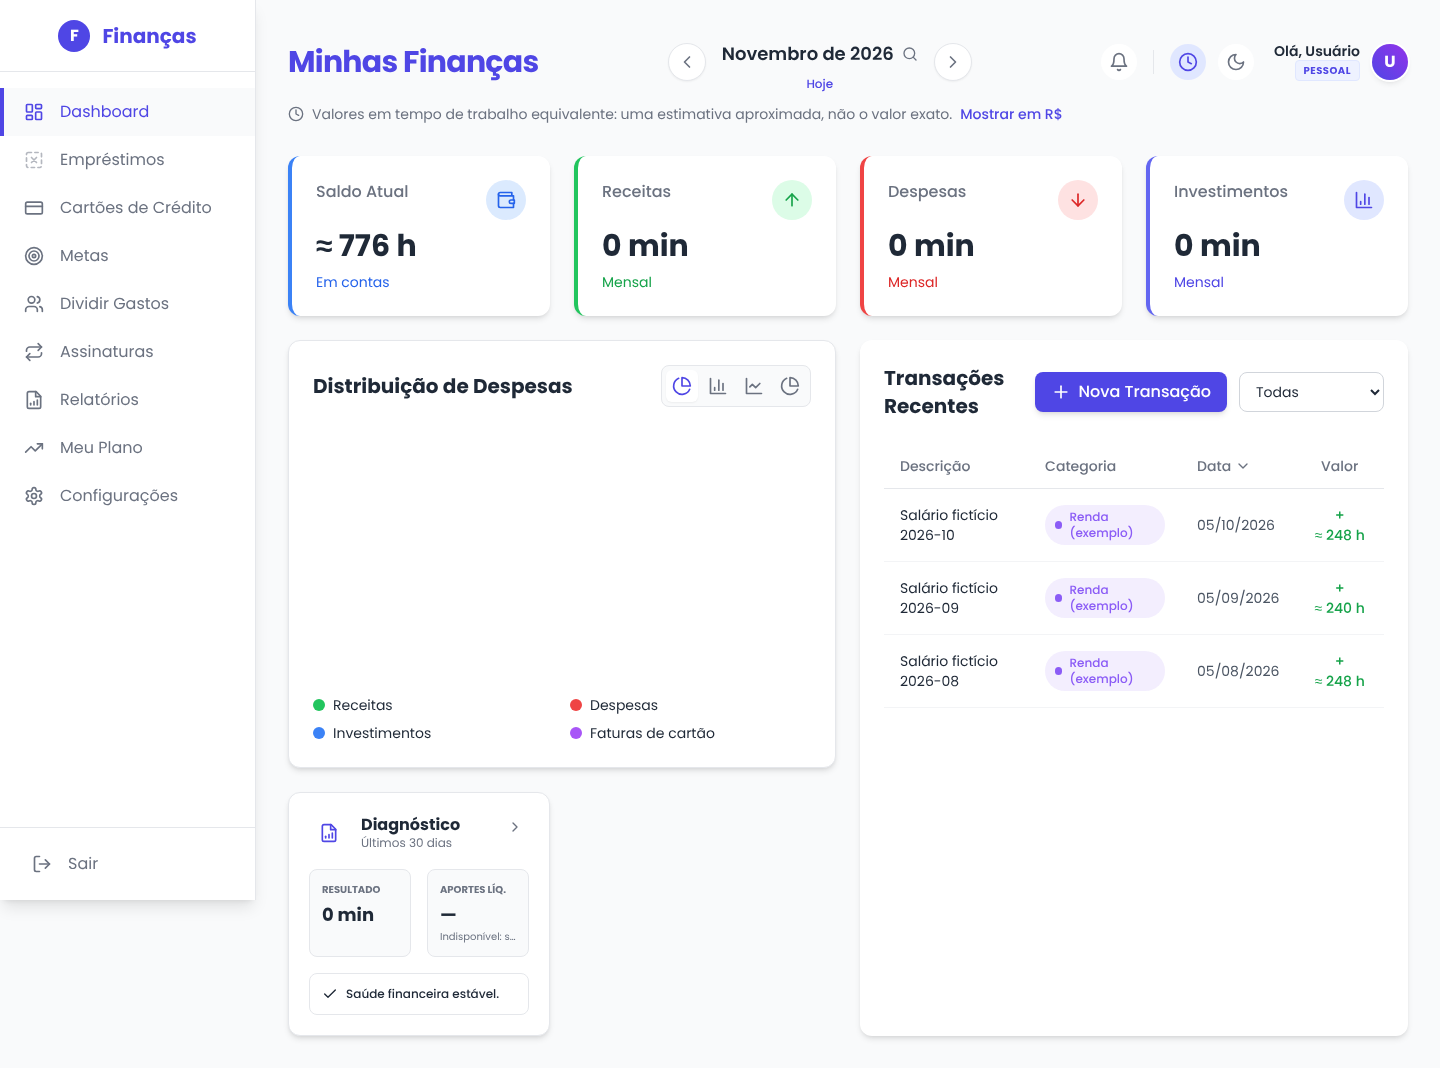 F Finanças
Dashboard
Empréstimos
Cartões de Crédito
Metas
Dividir Gastos
Assinaturas
Relatórios
Meu Plano
Configurações
Sair
Minhas Finanças
Novembro de 2026
Hoje
Olá, Usuário
PESSOAL
U
Valores em tempo de trabalho equivalente: uma estimativa aproximada, não o valor exato. Mostrar em R$
Saldo Atual
≈ 776 h
Em contas
Receitas
0 min
Mensal
Despesas
0 min
Mensal
Investimentos
0 min
Mensal
Distribuição de Despesas
Receitas
Despesas
Investimentos
Faturas de cartão
Diagnóstico
Últimos 30 dias
RESULTADO
0 min
APORTES LÍQ.
—
Indisponível: s...
Saúde financeira estável.
Transações
Recentes
Nova Transação
Todas
Descrição Categoria Data Valor
Salário fictício
2026-10
Renda
(exemplo)
05/10/2026
+
≈ 248 h
Salário fictício
2026-09
Renda
(exemplo)
05/09/2026
+
≈ 240 h
Salário fictício
2026-08
Renda
(exemplo)
05/08/2026
+
≈ 248 h